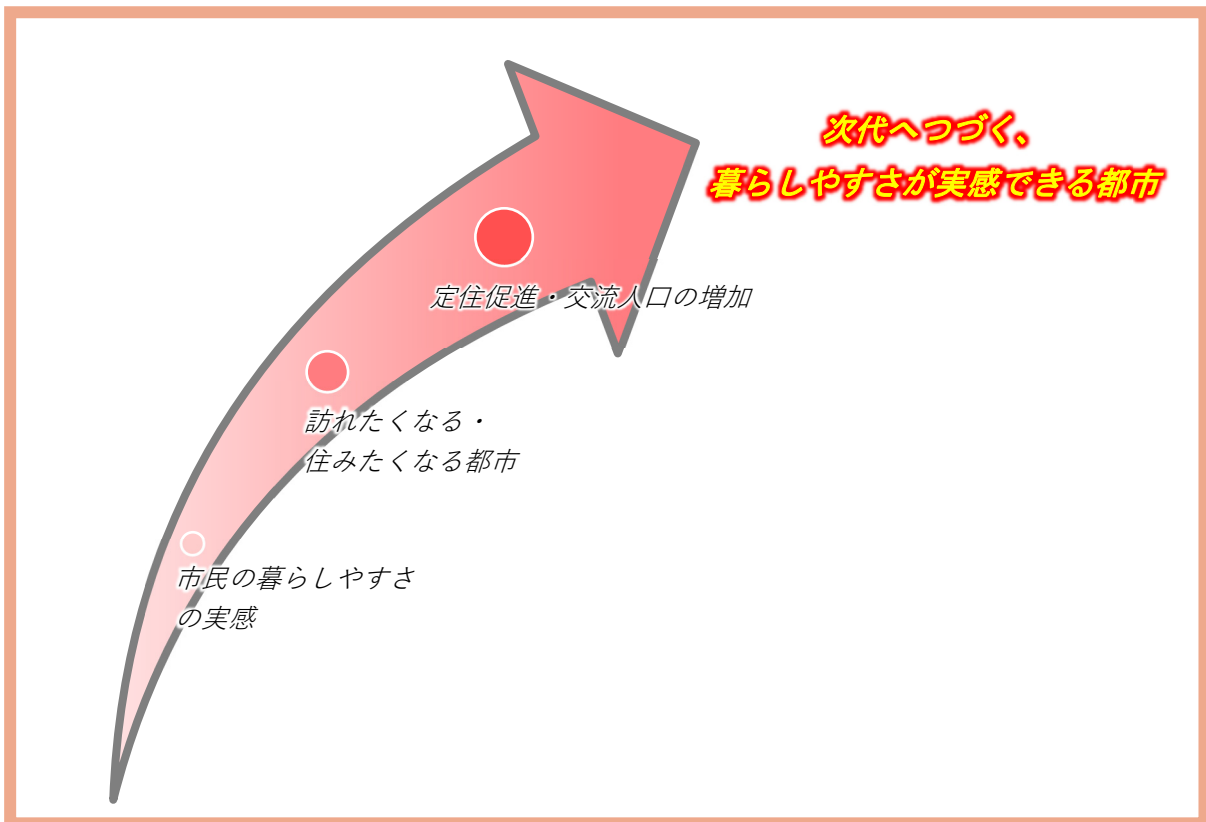 次代へつづく、
暮らしやすさが実感できる都市
定住促進・交流人口の増加
訪れたくなる・
住みたくなる都市
市民の暮らしやすさ
の実感